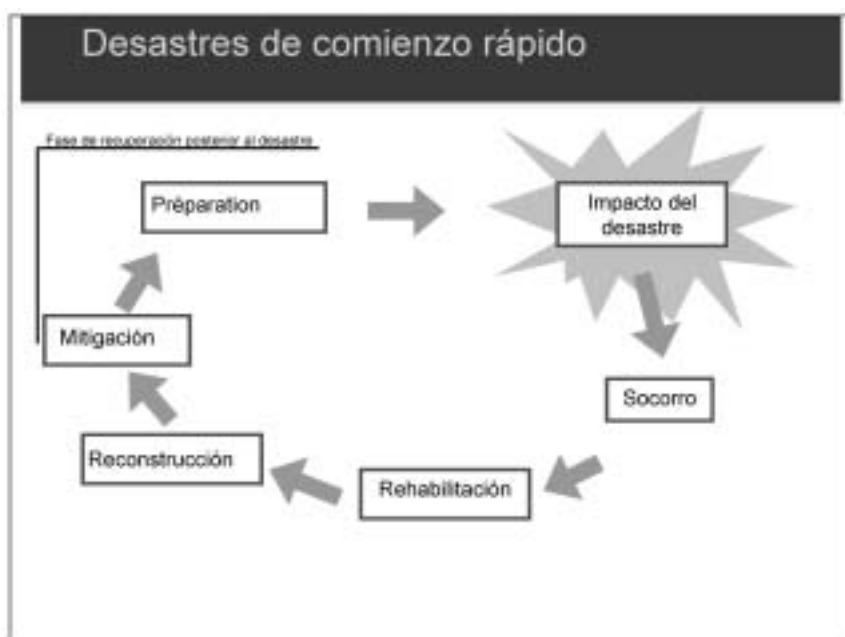 Desastres de comienzo rápido
Fase de recuperación posterior al desastre
Préparation
Impacto del
desastre
Mitigación
Socorro
Reconstrucción
Rehabilitación